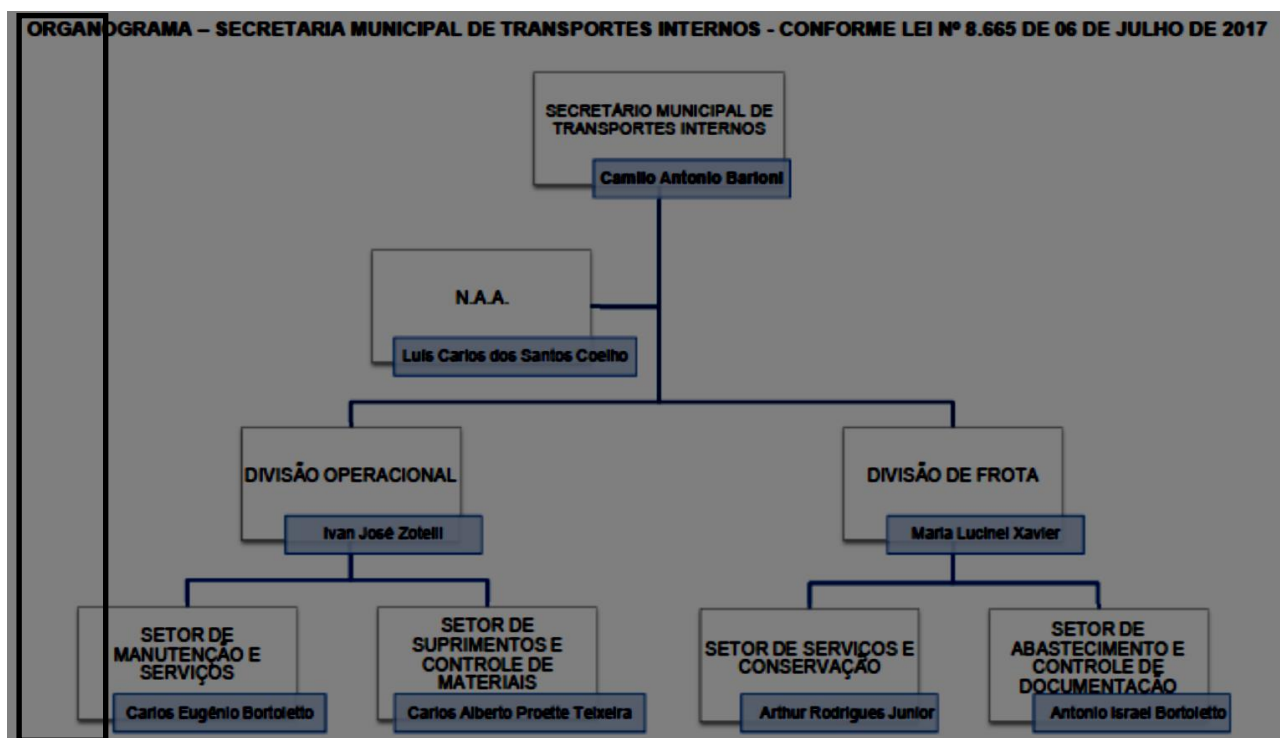 ORGANOGRAMA – SECRETARIA MUNICIPAL DE TRANSPORTES INTERNOS - CONFORME LEI Nº 8.665 DE 06 DE JULHO DE 2017
SECRETÁRIO MUNICIPAL DE
TRANSPORTES INTERNOS
Camilo Antonio Barioni
N.A.A.
Luis Carlos dos Santos Coelho
DIVISÃO OPERACIONAL
Ivan José Zotelli
DIVISÃO DE FROTA
Maria Lucinei Xavier
SETOR DE
MANUTENÇÃO E
SERVIÇOS
Carlos Eugênio Bortoletto
SETOR DE
SUPRIMENTOS E
CONTROLE DE
MATERIAIS
Carlos Alberto Proette Teixeira
SETOR DE SERVIÇOS E
CONSERVAÇÃO
Arthur Rodrigues Junior
SETOR DE
ABASTECIMENTO E
CONTROLE DE
DOCUMENTAÇÃO
Antonio Israel Bortoletto